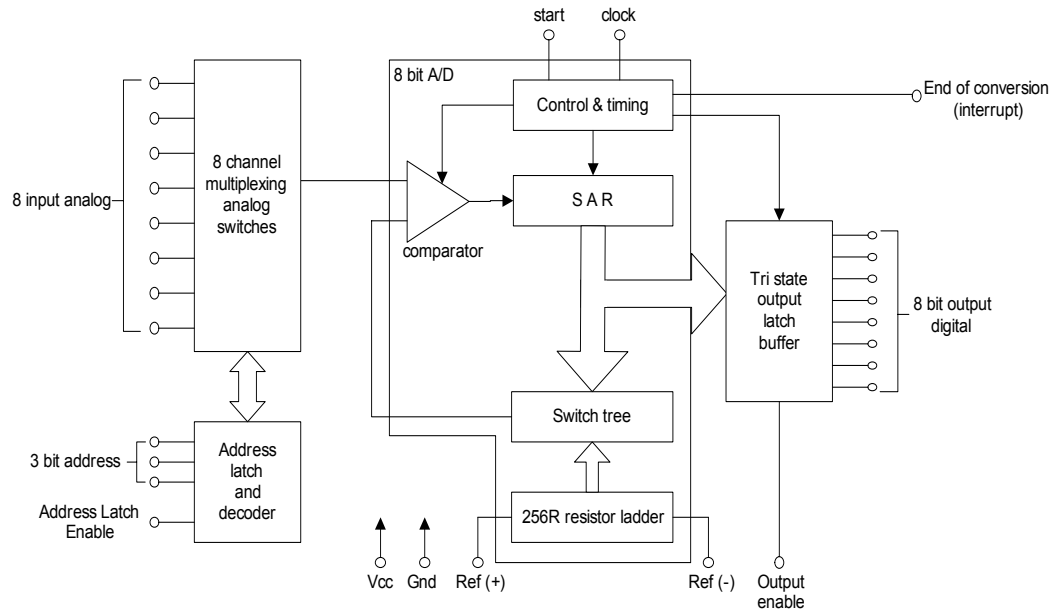 start
clock
8 bit A/D
Control & timing
End of conversion
(interrupt)
8 input analog
8 channel
multiplexing
analog
switches
S A R
comparator
Tri state
output
latch
buffer
8 bit output
digital
Switch tree
3 bit address
Address
latch
and
decoder
Address Latch
Enable
256R resistor ladder
Vcc
Gnd
Ref (+)
Ref (-)
Output
enable